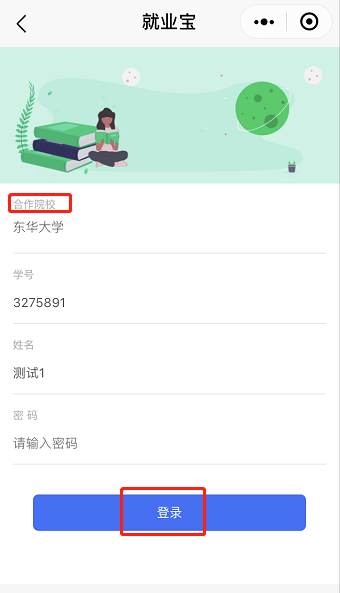 就业宝
合作院校
东华大学
学号
3275891
姓名
测试1
密 码
请输入密码
登录